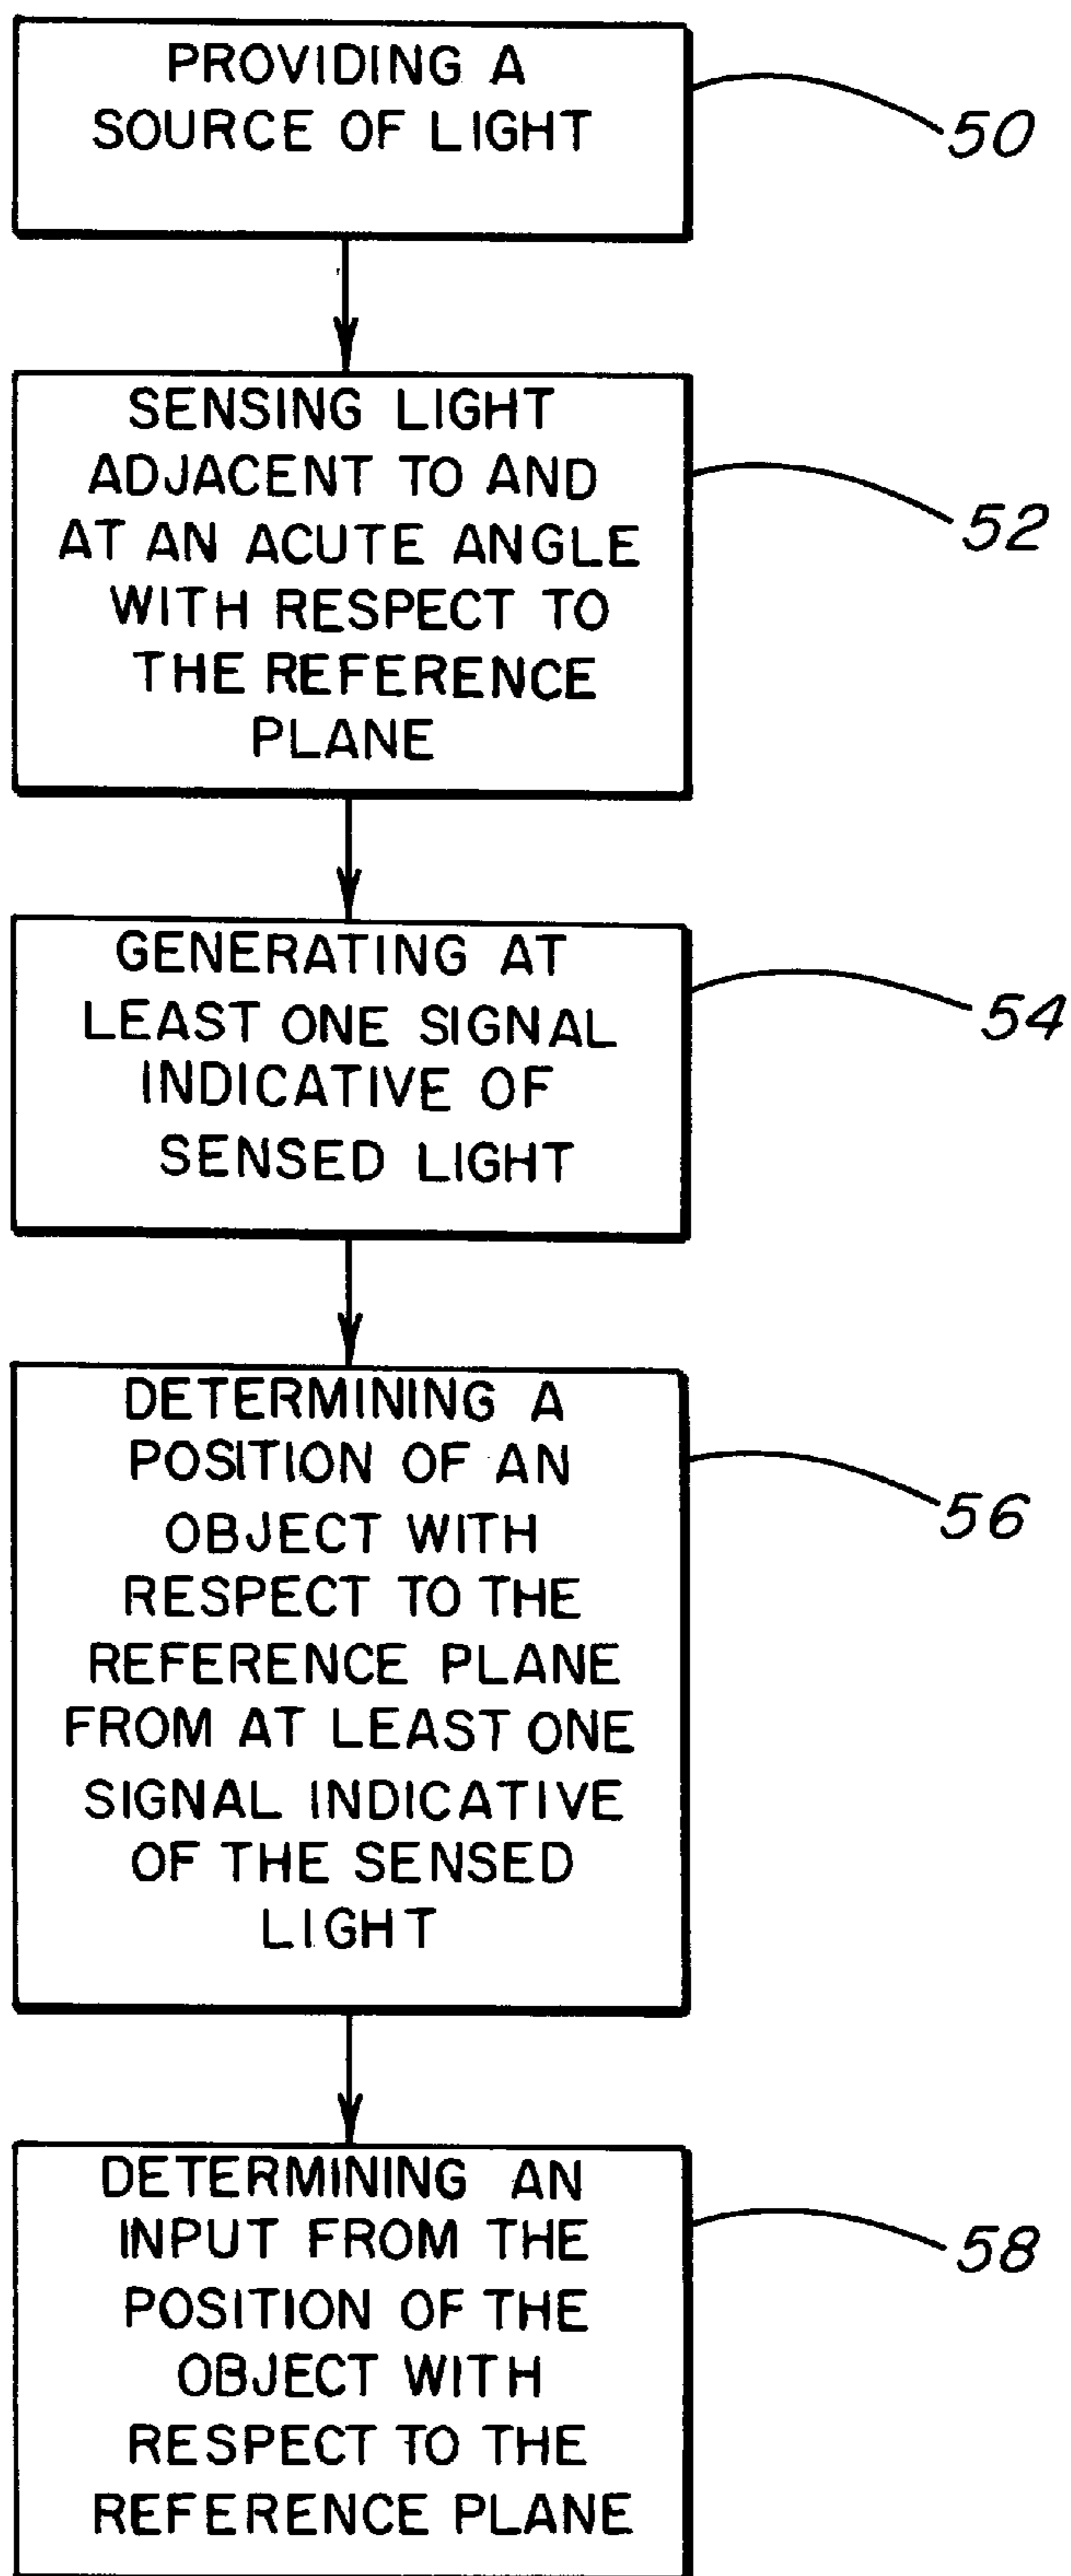 PROVIDING A
SOURCE OF LIGHT
50
SENSING LIGHT
ADJACENT TO AND
AT AN ACUTE ANGLE
WITH RESPECT TO
THE REFERENCE
PLANE
52
GENERATING AT
LEAST ONE SIGNAL
INDICATIVE OF
SENSED LIGHT
54
DETERMINING A
POSITION OF AN
OBJECT WITH
RESPECT TO THE
REFERENCE PLANE
FROM AT LEAST ONE
SIGNAL INDICATIVE
OF THE SENSED
LIGHT
56
DETERMINING AN
INPUT FROM THE
POSITION OF THE
OBJECT WITH
RESPECT TO THE
REFERENCE PLANE
58